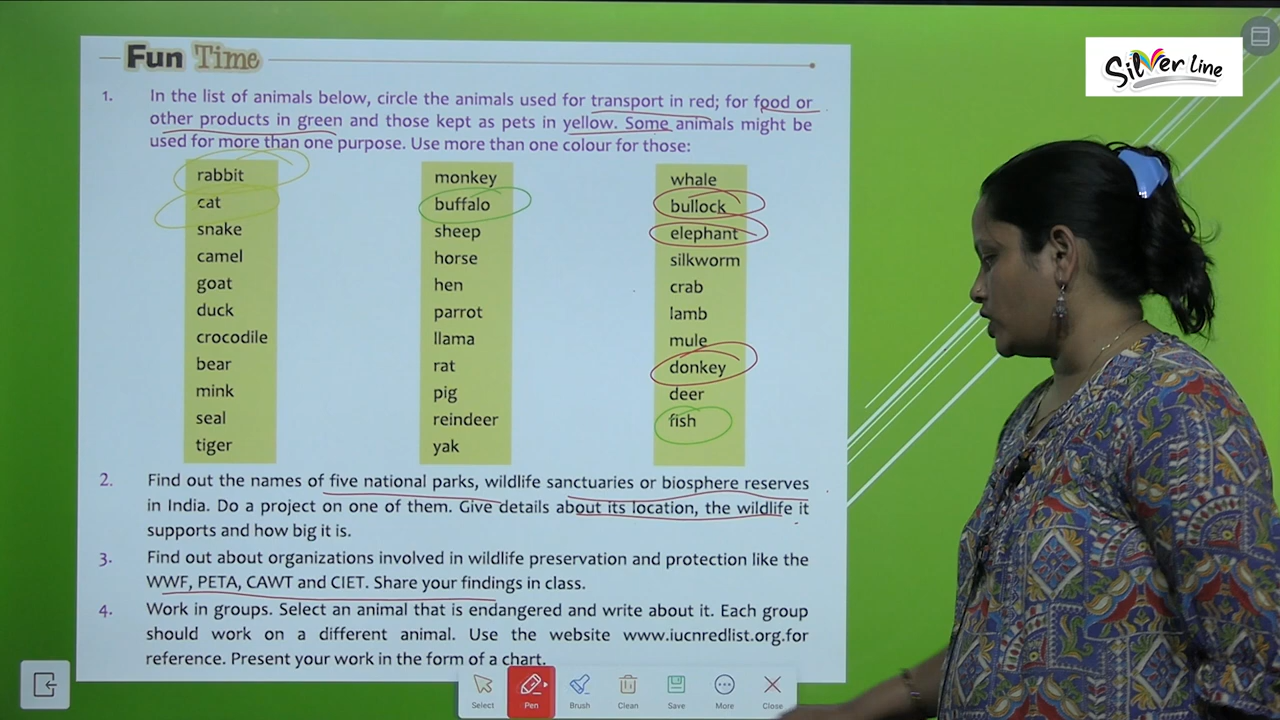 Fun Time
Silver Line
1. In the list of animals below, circle the animals used for transport in red; for food or
other products in green and those kept as pets in yellow. Some animals might be
used for more than one purpose. Use more than one colour for those:
rabbit
cat
snake
camel
goat
duck
crocodile
bear
mink
seal
tiger
monkey
buffalo
sheep
horse
hen
parrot
llama
rat
pig
reindeer
yak
whale
bullock
elephant
silkworm
crab
lamb
mule
donkey
deer
fish
2. Find out the names of five national parks, wildlife sanctuaries or biosphere reserves
in India. Do a project on one of them. Give details about its location, the wildlife it
supports and how big it is.
3. Find out about organizations involved in wildlife preservation and protection like the
WWF, PETA, CAWT and CIET. Share your findings in class.
4. Work in groups. Select an animal that is endangered and write about it. Each group
should work on a different animal. Use the website www.iucnredlist.org.for
reference. Present your work in the form of a chart.
Select Pen Brush Clean Save More Close